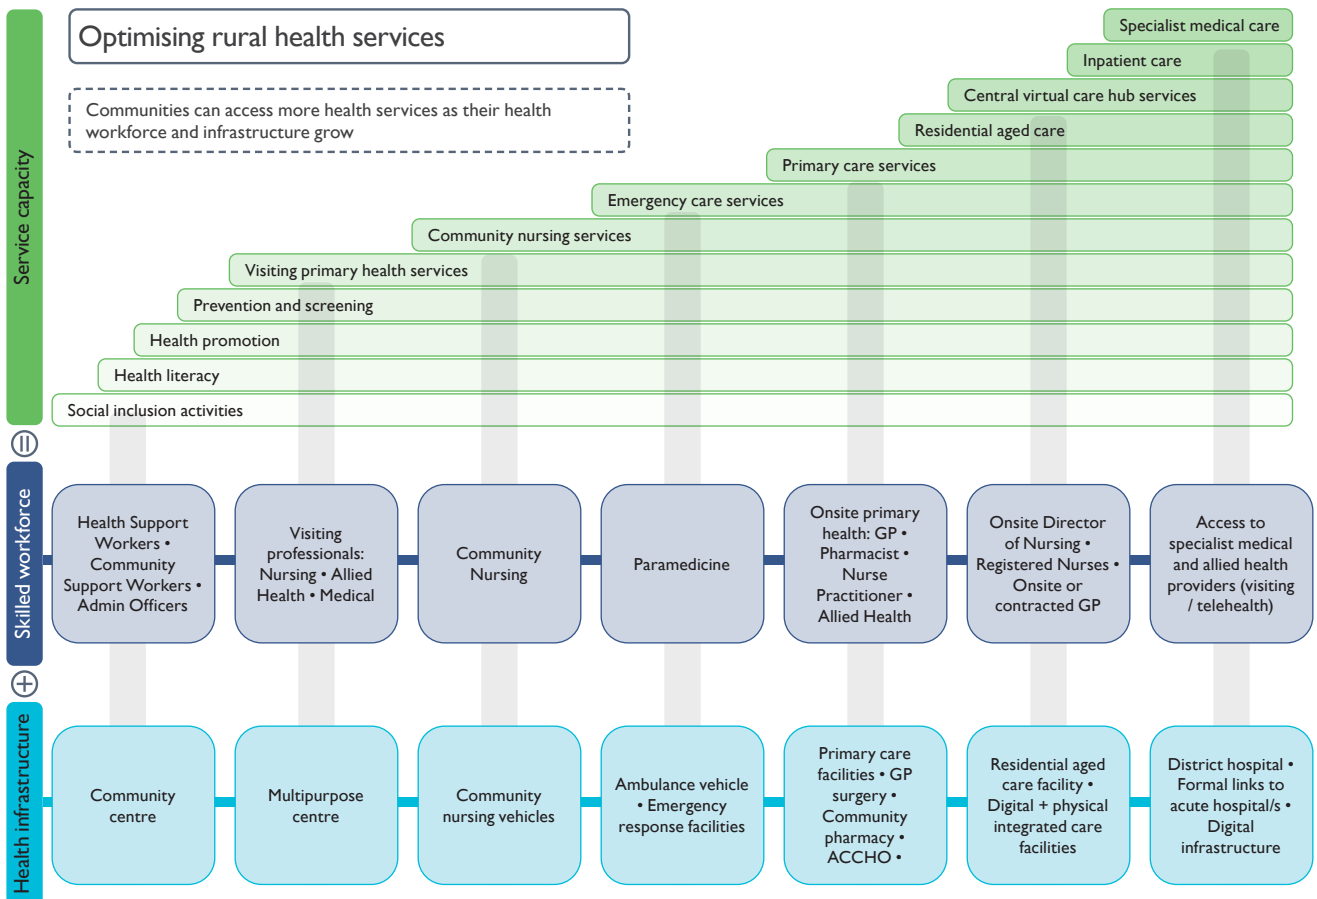 Optimising rural health services
Communities can access more health services as their health
workforce and infrastructure grow
Service capacity
Specialist medical care
Inpatient care
Central virtual care hub services
Residential aged care
Primary care services
Emergency care services
Community nursing services
Visiting primary health services
Prevention and screening
Health promotion
Health literacy
Social inclusion activities
Skilled workforce
Health Support
Workers •
Community
Support Workers •
Admin Officers
Visiting
professionals:
Nursing • Allied
Health • Medical
Community
Nursing
Paramedicine
Onsite primary
health: GP •
Pharmacist •
Nurse
Practitioner •
Allied Health
Onsite Director
of Nursing •
Registered Nurses •
Onsite or
contracted GP
Access to
specialist medical
and allied health
providers (visiting
/ telehealth)
Health infrastructure
Community
centre
Multipurpose
centre
Community
nursing vehicles
Ambulance vehicle
• Emergency
response facilities
Primary care
facilities • GP
surgery •
Community
pharmacy •
ACCHO •
Residential aged
care facility •
Digital + physical
integrated care
facilities
District hospital •
Formal links to
acute hospital/s •
Digital
infrastructure